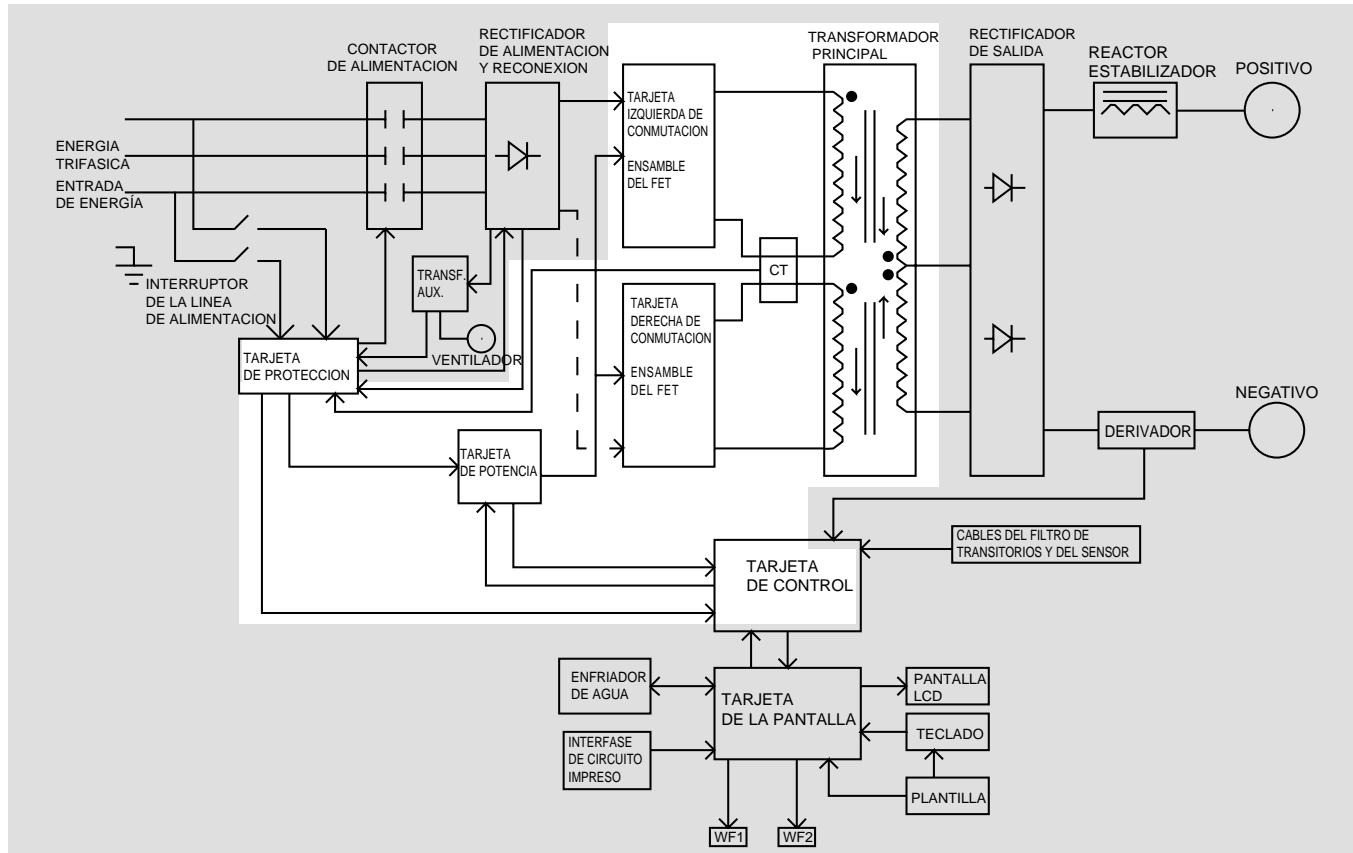 CONTACTOR
DE ALIMENTACION
RECTIFICADOR
DE ALIMENTACION
Y RECONEXION
TRANSFORMADOR
PRINCIPAL
RECTIFICADOR
DE SALIDA
REACTOR
ESTABILIZADOR
POSITIVO
ENERGIA
TRIFASICA
ENTRADA
DE ENERGÍA
TARJETA
IZQUIERDA DE
CONMUTACION
ENSAMBLE
DEL FET
INTERRUPTOR
DE LA LINEA
DE ALIMENTACION
TRANSF.
AUX.
VENTILADOR
CT
TARJETA
DERECHA DE
CONMUTACION
ENSAMBLE
DEL FET
TARJETA
DE PROTECCION
NEGATIVO
DERIVADOR
TARJETA
DE POTENCIA
CABLES DEL FILTRO DE
TRANSITORIOS Y DEL SENSOR
TARJETA
DE CONTROL
ENFRIADOR
DE AGUA
TARJETA
DE LA PANTALLA
PANTALLA
LCD
TECLADO
INTERFASE
DE CIRCUITO
IMPRESO
PLANTILLA
WF1
WF2